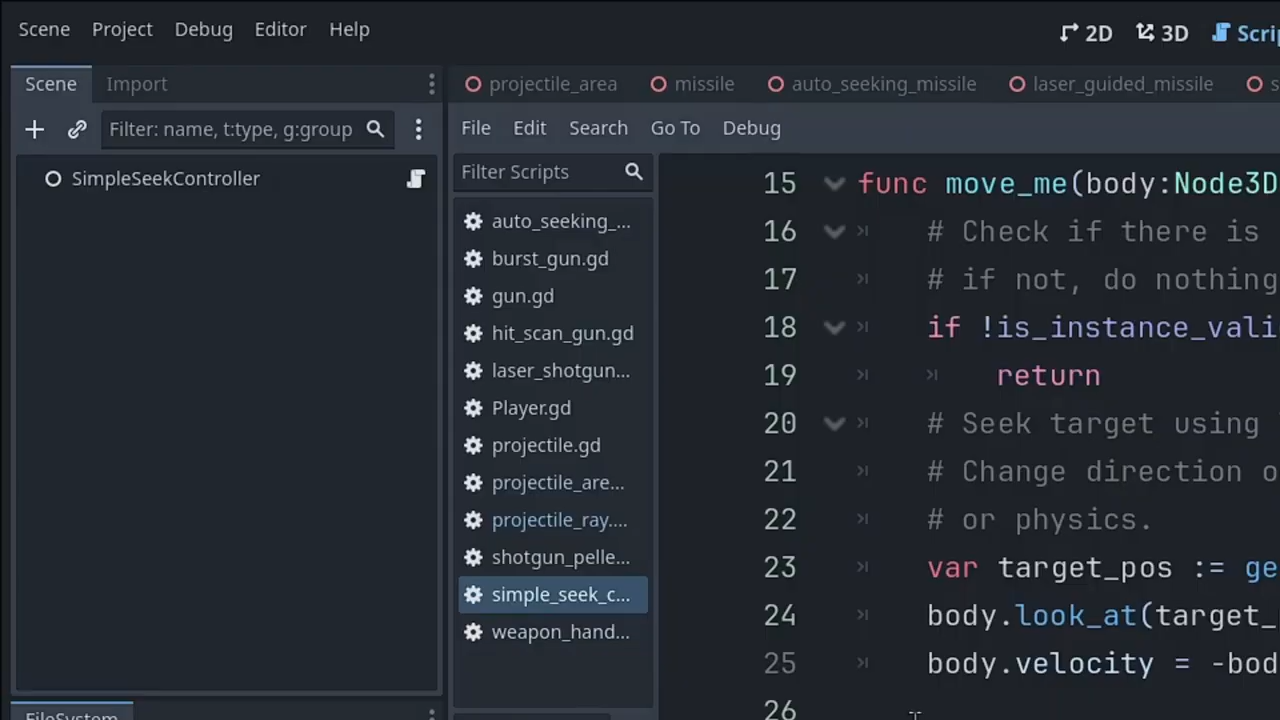 Scene Project Debug Editor Help 2D 3D Scri
Scene Import projectile_area missile auto_seeking_missile laser_guided_missile s
Filter: name, t:type, g:group File Edit Search Go To Debug
SimpleSeekController
Filter Scripts
auto_seeking_...
burst_gun.gd
gun.gd
hit_scan_gun.gd
laser_shotgun...
Player.gd
projectile.gd
projectile_are...
projectile_ray....
shotgun_pelle...
simple_seek_c...
weapon_hand...
15 func move_me(body:Node3D
16 # Check if there is
17 # if not, do nothing
18 if !is_instance_vali
19 return
20 # Seek target using
21 # Change direction o
22 # or physics.
23 var target_pos := ge
24 body.look_at(target_
25 body.velocity = -bod
26
FileSystem